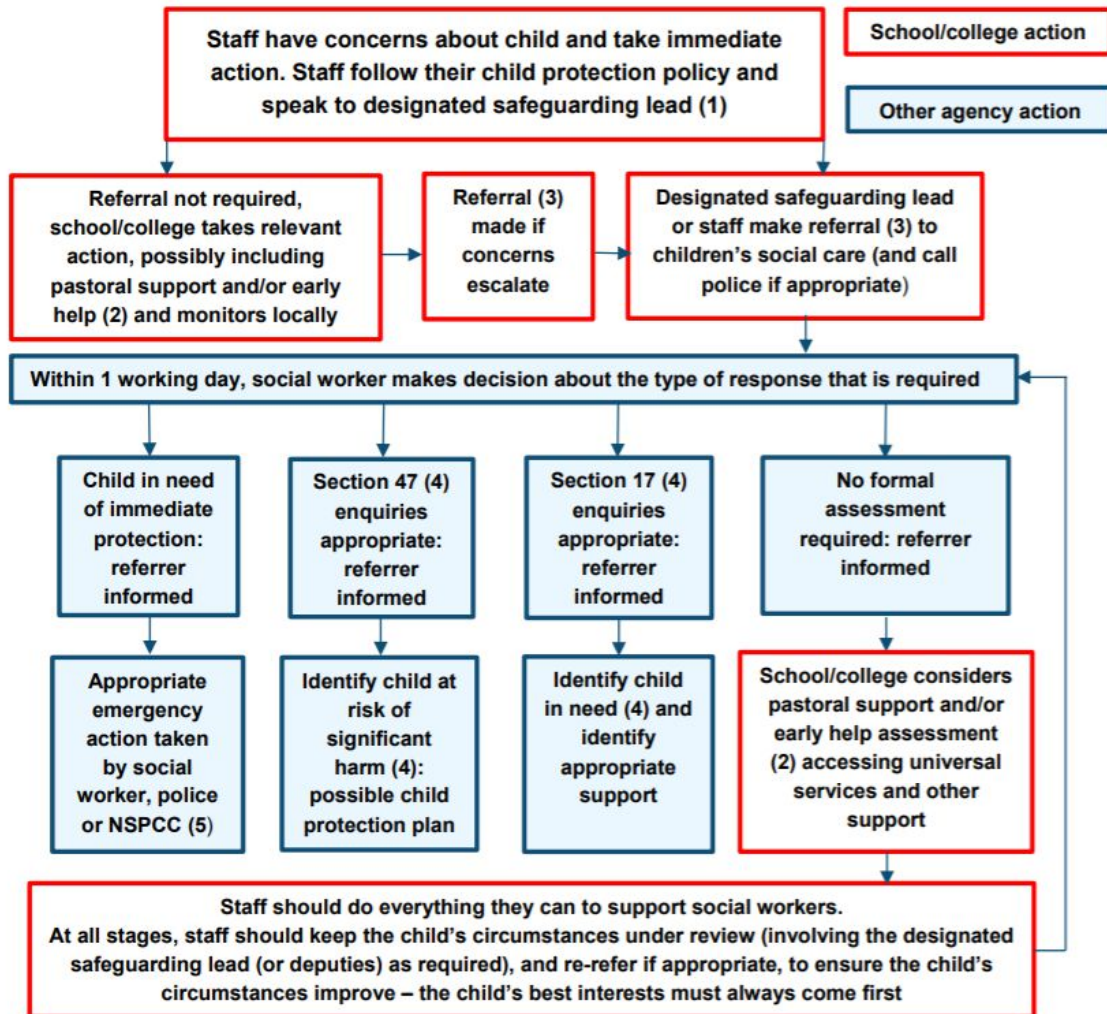 Staff have concerns about child and take immediate
action. Staff follow their child protection policy and
speak to designated safeguarding lead (1)
School/college action
Other agency action
Referral not required,
school/college takes relevant
action, possibly including
pastoral support and/or early
help (2) and monitors locally
Referral (3)
made if
concerns
escalate
Designated safeguarding lead
or staff make referral (3) to
children’s social care (and call
police if appropriate)
Within 1 working day, social worker makes decision about the type of response that is required
Child in need
of immediate
protection:
referrer
informed
Section 47 (4)
enquiries
appropriate:
referrer
informed
Section 17 (4)
enquiries
appropriate:
referrer
informed
No formal
assessment
required: referrer
informed
Appropriate
emergency
action taken
by social
worker, police
or NSPCC (5)
Identify child at
risk of
significant
harm (4):
possible child
protection plan
Identify child
in need (4) and
identify
appropriate
support
School/college considers
pastoral support and/or
early help assessment
(2) accessing universal
services and other
support
Staff should do everything they can to support social workers.
At all stages, staff should keep the child’s circumstances under review (involving the designated
safeguarding lead (or deputies) as required), and re-refer if appropriate, to ensure the child’s
circumstances improve – the child’s best interests must always come first